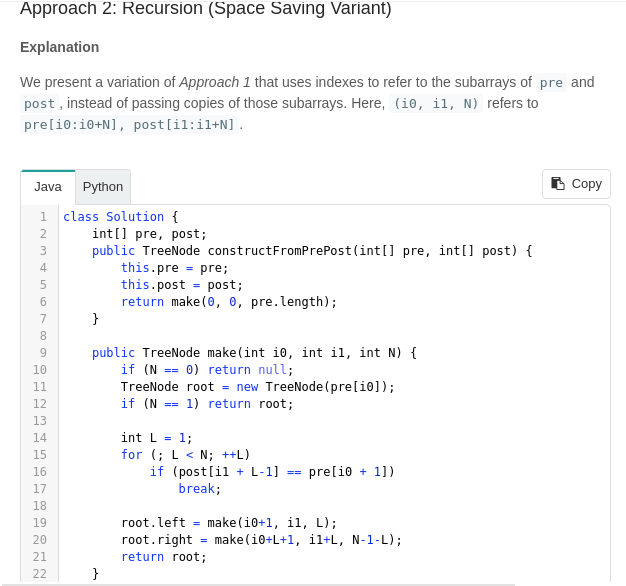 Approach 2: Recursion (Space Saving Variant)
Explanation
We present a variation of Approach 1 that uses indexes to refer to the subarrays of pre and
post , instead of passing copies of those subarrays. Here, (i0, i1, N) refers to
pre[i0:i0+N], post[i1:i1+N] .
Java Python Copy
1 class Solution {
2     int[] pre, post;
3     public TreeNode constructFromPrePost(int[] pre, int[] post) {
4         this.pre = pre;
5         this.post = post;
6         return make(0, 0, pre.length);
7     }
8
9     public TreeNode make(int i0, int i1, int N) {
10         if (N == 0) return null;
11         TreeNode root = new TreeNode(pre[i0]);
12         if (N == 1) return root;
13
14         int L = 1;
15         for (; L < N; ++L)
16             if (post[i1 + L-1] == pre[i0 + 1])
17                 break;
18
19         root.left = make(i0+1, i1, L);
20         root.right = make(i0+L+1, i1+L, N-1-L);
21         return root;
22     }